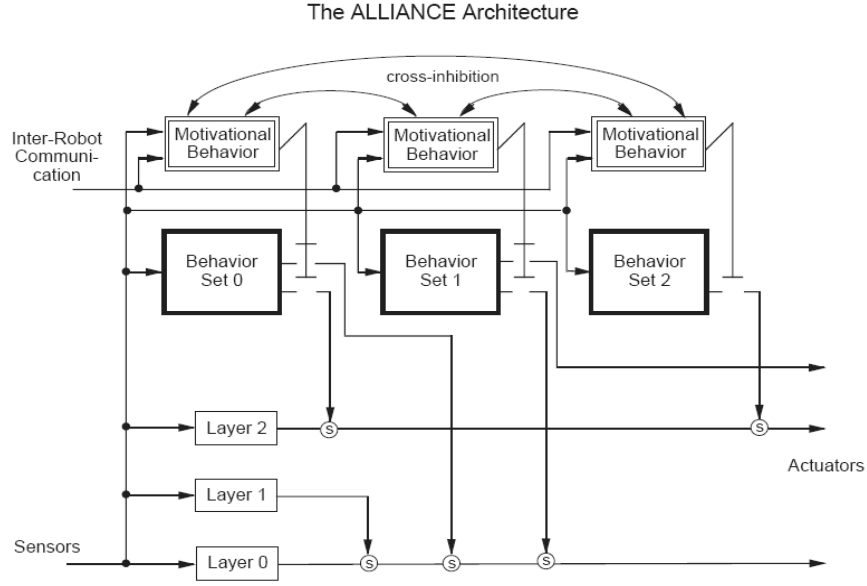 The ALLIANCE Architecture
cross-inhibition
Inter-Robot
Communi-
cation
Motivational
Behavior
Motivational
Behavior
Motivational
Behavior
Behavior
Set 0
Behavior
Set 1
Behavior
Set 2
Layer 2
s
s
Actuators
Layer 1
Sensors
Layer 0
s
s
s